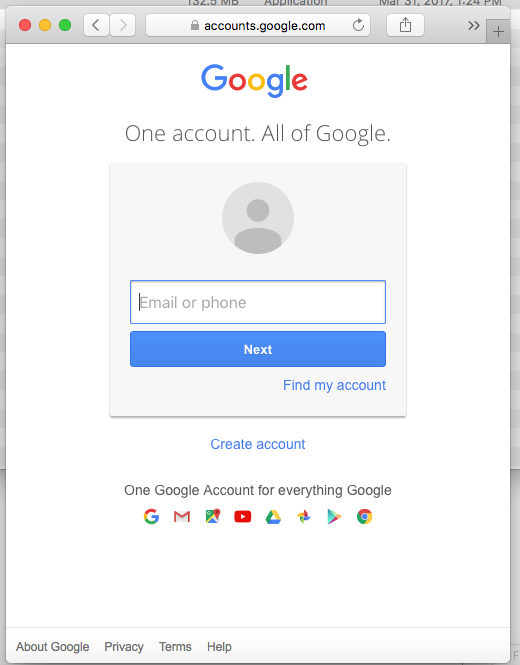 132.5 MB Application Mar 31, 2017, 1:24 PM
accounts.google.com
Google
One account. All of Google.
Email or phone
Next
Find my account
Create account
One Google Account for everything Google
About Google Privacy Terms Help